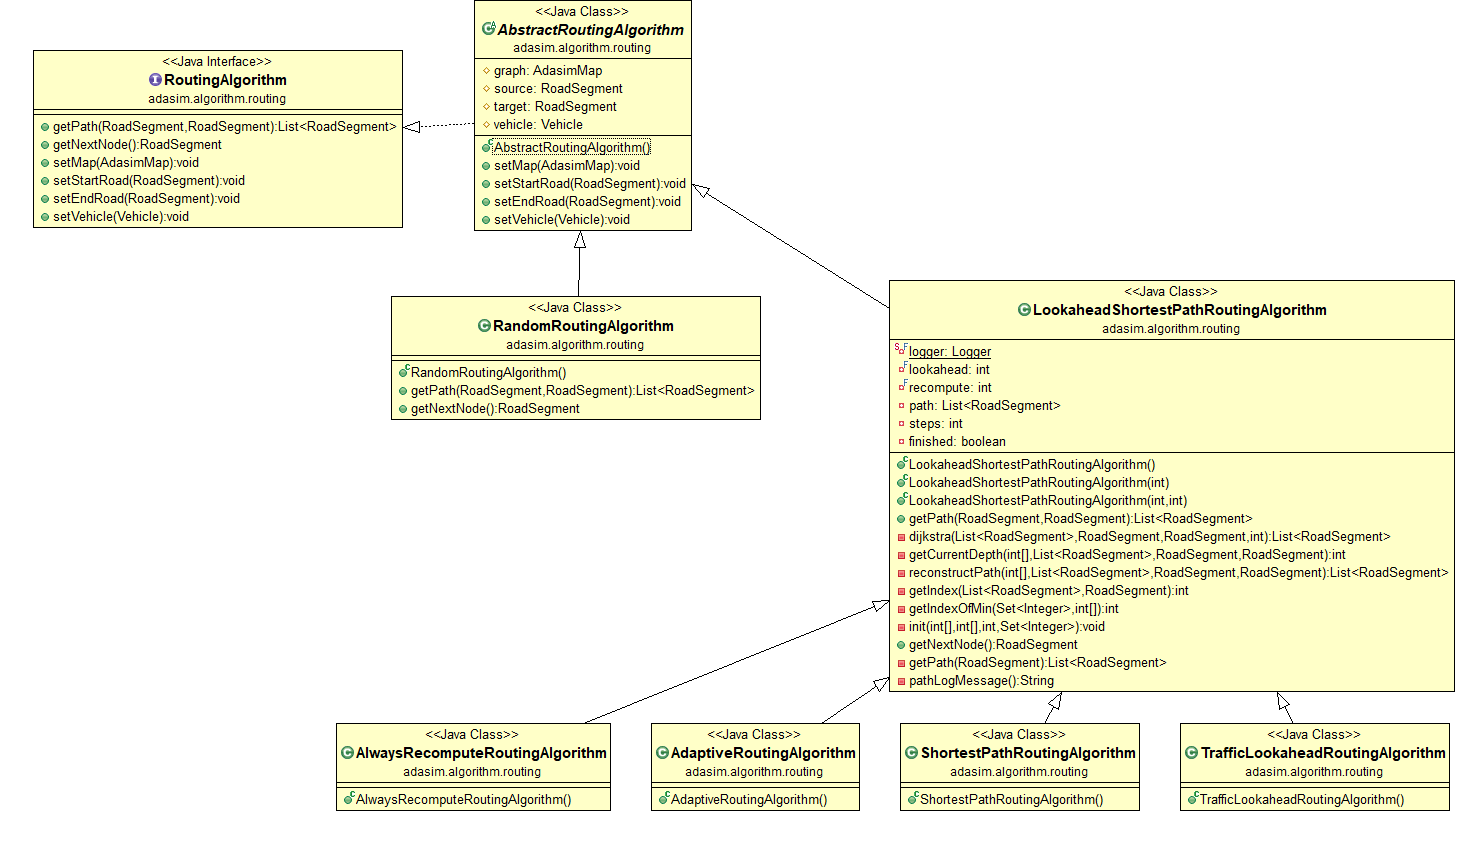 <<Java Class>>
AbstractRoutingAlgorithm
adasim.algorithm.routing
graph: AdasimMap
source: RoadSegment
target: RoadSegment
vehicle: Vehicle
AbstractRoutingAlgorithm()
setMap(AdasimMap):void
setStartRoad(RoadSegment):void
setEndRoad(RoadSegment):void
setVehicle(Vehicle):void
<<Java Interface>>
RoutingAlgorithm
adasim.algorithm.routing
getPath(RoadSegment,RoadSegment):List<RoadSegment>
getNextNode():RoadSegment
setMap(AdasimMap):void
setStartRoad(RoadSegment):void
setEndRoad(RoadSegment):void
setVehicle(Vehicle):void
<<Java Class>>
RandomRoutingAlgorithm
adasim.algorithm.routing
RandomRoutingAlgorithm()
getPath(RoadSegment,RoadSegment):List<RoadSegment>
getNextNode():RoadSegment
<<Java Class>>
LookaheadShortestPathRoutingAlgorithm
adasim.algorithm.routing
logger: Logger
lookahead: int
recompute: int
path: List<RoadSegment>
steps: int
finished: boolean
LookaheadShortestPathRoutingAlgorithm()
LookaheadShortestPathRoutingAlgorithm(int)
LookaheadShortestPathRoutingAlgorithm(int,int)
getPath(RoadSegment,RoadSegment):List<RoadSegment>
dijkstra(List<RoadSegment>,RoadSegment,RoadSegment,int):List<RoadSegment>
getCurrentDepth(int[],List<RoadSegment>,RoadSegment,RoadSegment):int
reconstructPath(int[],List<RoadSegment>,RoadSegment,RoadSegment):List<RoadSegment>
getIndex(List<RoadSegment>,RoadSegment):int
getIndexOfMin(Set<Integer>,int[]):int
init(int[],int[],int,Set<Integer>):void
getNextNode():RoadSegment
getPath(RoadSegment):List<RoadSegment>
pathLogMessage():String
<<Java Class>>
AlwaysRecomputeRoutingAlgorithm
adasim.algorithm.routing
AlwaysRecomputeRoutingAlgorithm()
<<Java Class>>
AdaptiveRoutingAlgorithm
adasim.algorithm.routing
AdaptiveRoutingAlgorithm()
<<Java Class>>
ShortestPathRoutingAlgorithm
adasim.algorithm.routing
ShortestPathRoutingAlgorithm()
<<Java Class>>
TrafficLookaheadRoutingAlgorithm
adasim.algorithm.routing
TrafficLookaheadRoutingAlgorithm()